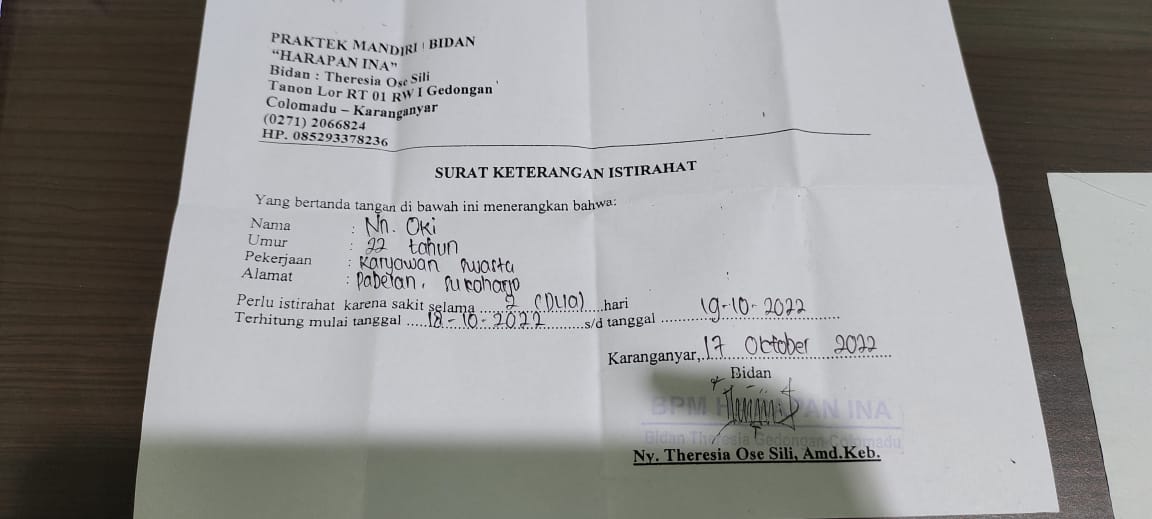 PRAKTEK MANDIRI BIDAN
“HARAPAN INA”
Bidan : Theresia Ose Sili
Tanon Lor RT 01 RW I Gedongan
Colomadu – Karanganyar
(0271) 2066824
HP. 085293378236
SURAT KETERANGAN ISTIRAHAT
Yang bertanda tangan di bawah ini menerangkan bahwa:
Nama : Nn. Oki
Umur : 22 tahun
Pekerjaan : Karyawan swasta
Alamat : Pabelan, Sukoharjo
Perlu istirahat karena sakit selama ...2 (DUA)...hari
Terhitung mulai tanggal ....18-10-2022......s/d tanggal ....19-10-2022
Karanganyar, 17 Oktober 2022
Bidan
BPM HARAPAN INA
Bidan Theresia Gedongan-Colomadu
Ny. Theresia Ose Sili, Amd.Keb.